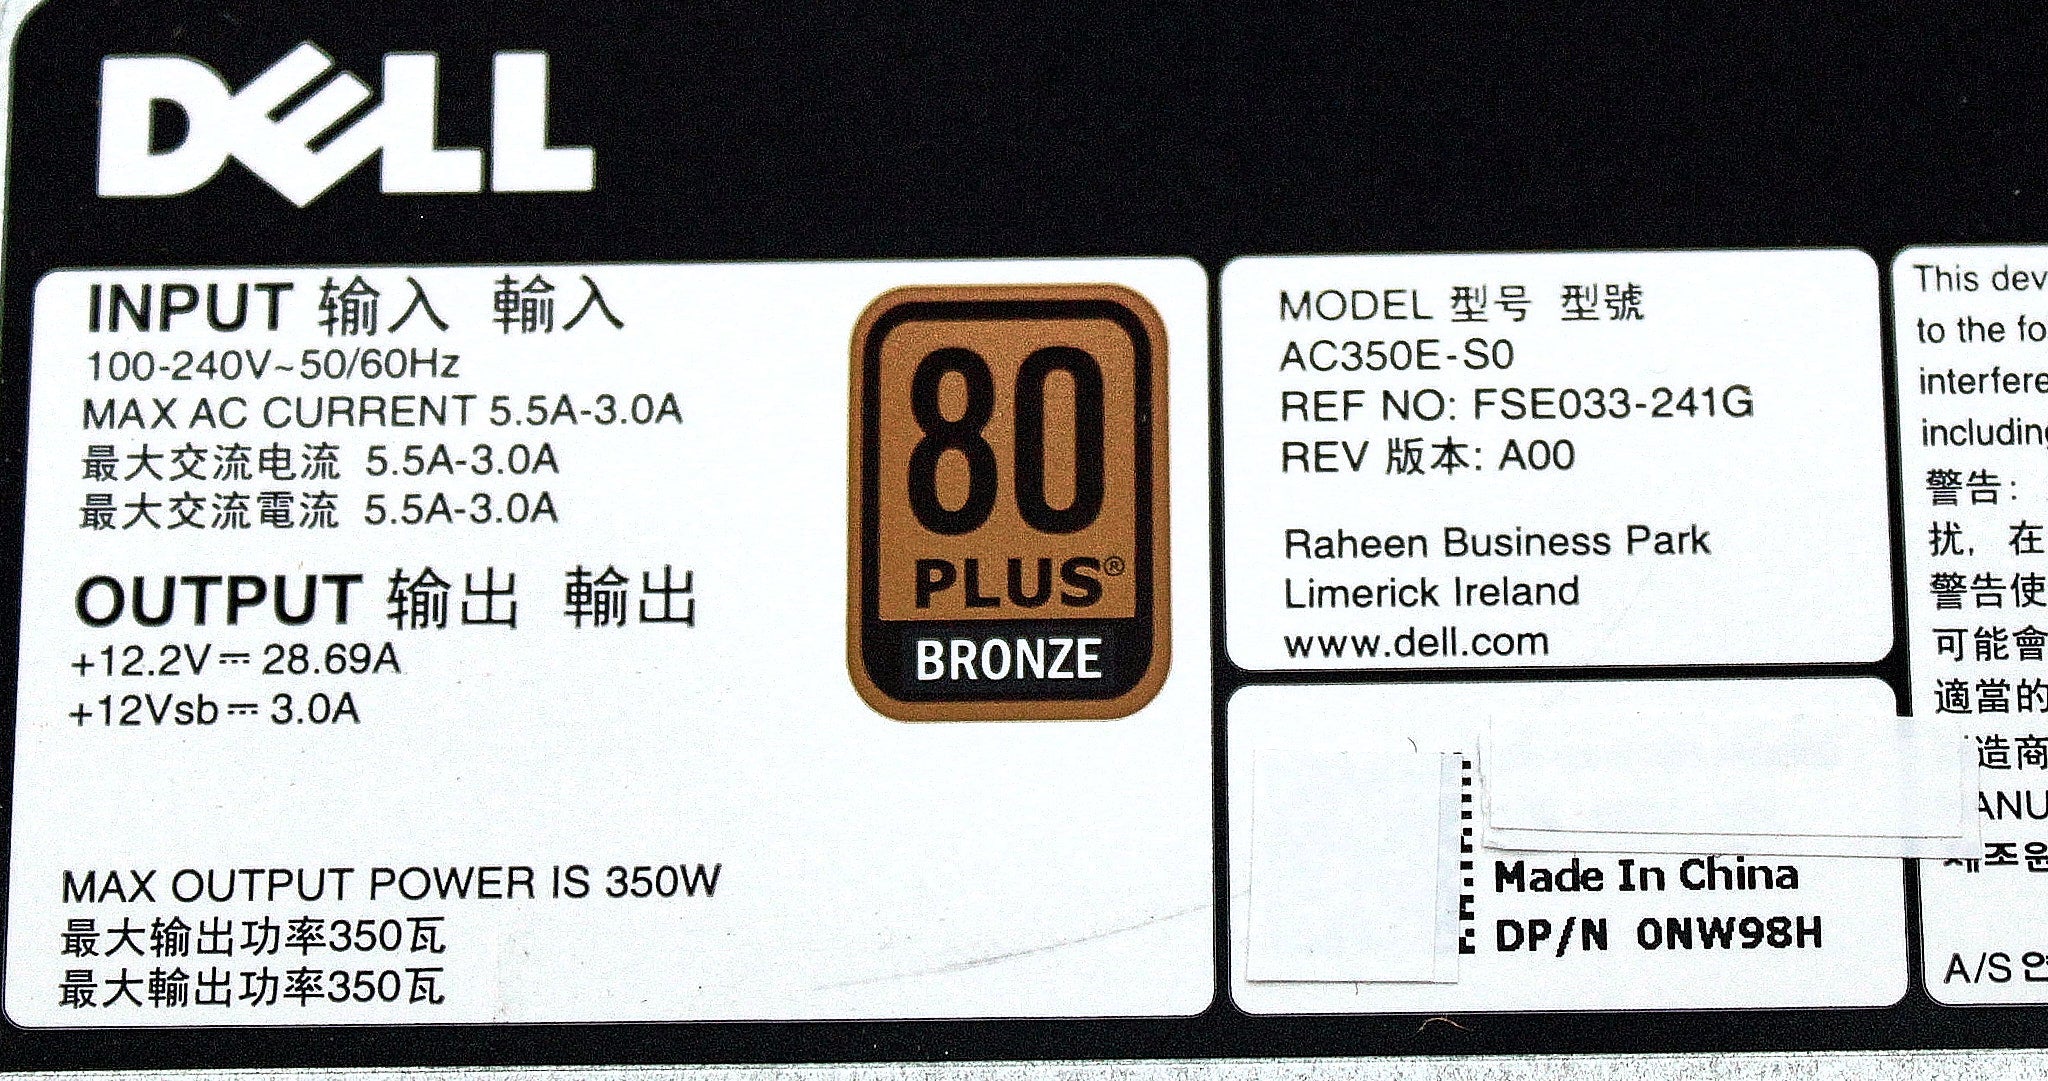 DELL
INPUT 输入 輸入
100-240V~50/60Hz
MAX AC CURRENT 5.5A-3.0A
最大交流电流 5.5A-3.0A
最大交流電流 5.5A-3.0A
OUTPUT 输出 輸出
+12.2V⎓28.69A
+12Vsb⎓3.0A
MAX OUTPUT POWER IS 350W
最大输出功率350瓦
最大輸出功率350瓦
80
PLUS®
BRONZE
MODEL 型号 型號
AC350E-S0
REF NO: FSE033-241G
REV 版本: A00
Raheen Business Park
Limerick Ireland
www.dell.com
Made In China
DP/N 0NW98H
This
to the
警告:
扰, 在
警告使
可能會
適當的
造商
A/S